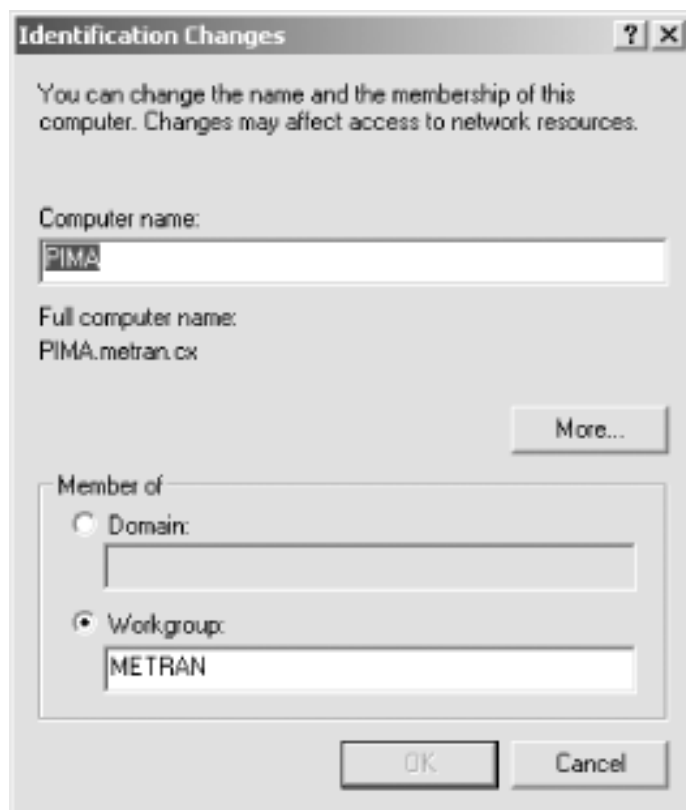 Identification Changes
You can change the name and the membership of this
computer. Changes may affect access to network resources.
Computer name:
PIMA
Full computer name:
PIMA.metran.cx
More...
Member of
Domain:
Workgroup:
METRAN
OK
Cancel